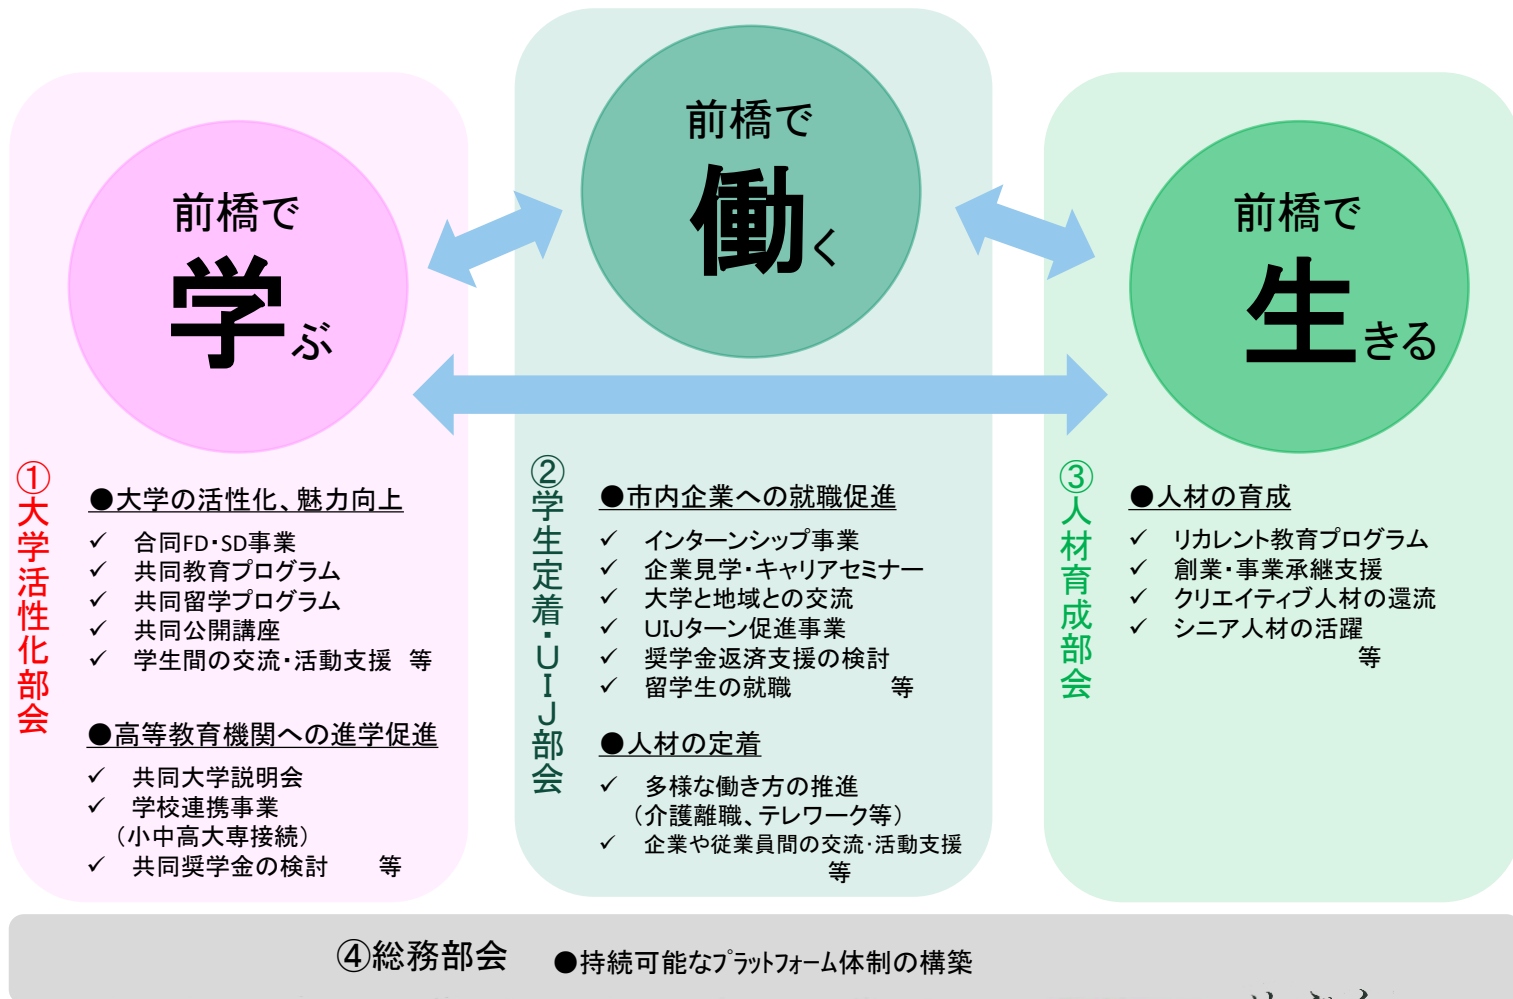 前橋で
学ぶ
①大学活性化部会
●大学の活性化、魅力向上
✓ 合同FD・SD事業
✓ 共同教育プログラム
✓ 共同留学プログラム
✓ 共同公開講座
✓ 学生間の交流・活動支援 等
●高等教育機関への進学促進
✓ 共同大学説明会
✓ 学校連携事業
（小中高大専接続）
✓ 共同奨学金の検討 等
前橋で
働く
②学生定着・UIJ部会
●市内企業への就職促進
✓ インターンシップ事業
✓ 企業見学・キャリアセミナー
✓ 大学と地域との交流
✓ UIJターン促進事業
✓ 奨学金返済支援の検討
✓ 留学生の就職 等
●人材の定着
✓ 多様な働き方の推進
（介護離職、テレワーク等）
✓ 企業や従業員間の交流・活動支援
等
前橋で
生きる
③人材育成部会
●人材の育成
✓ リカレント教育プログラム
✓ 創業・事業承継支援
✓ クリエイティブ人材の還流
✓ シニア人材の活躍
等
④総務部会 ●持続可能なプラットフォーム体制の構築